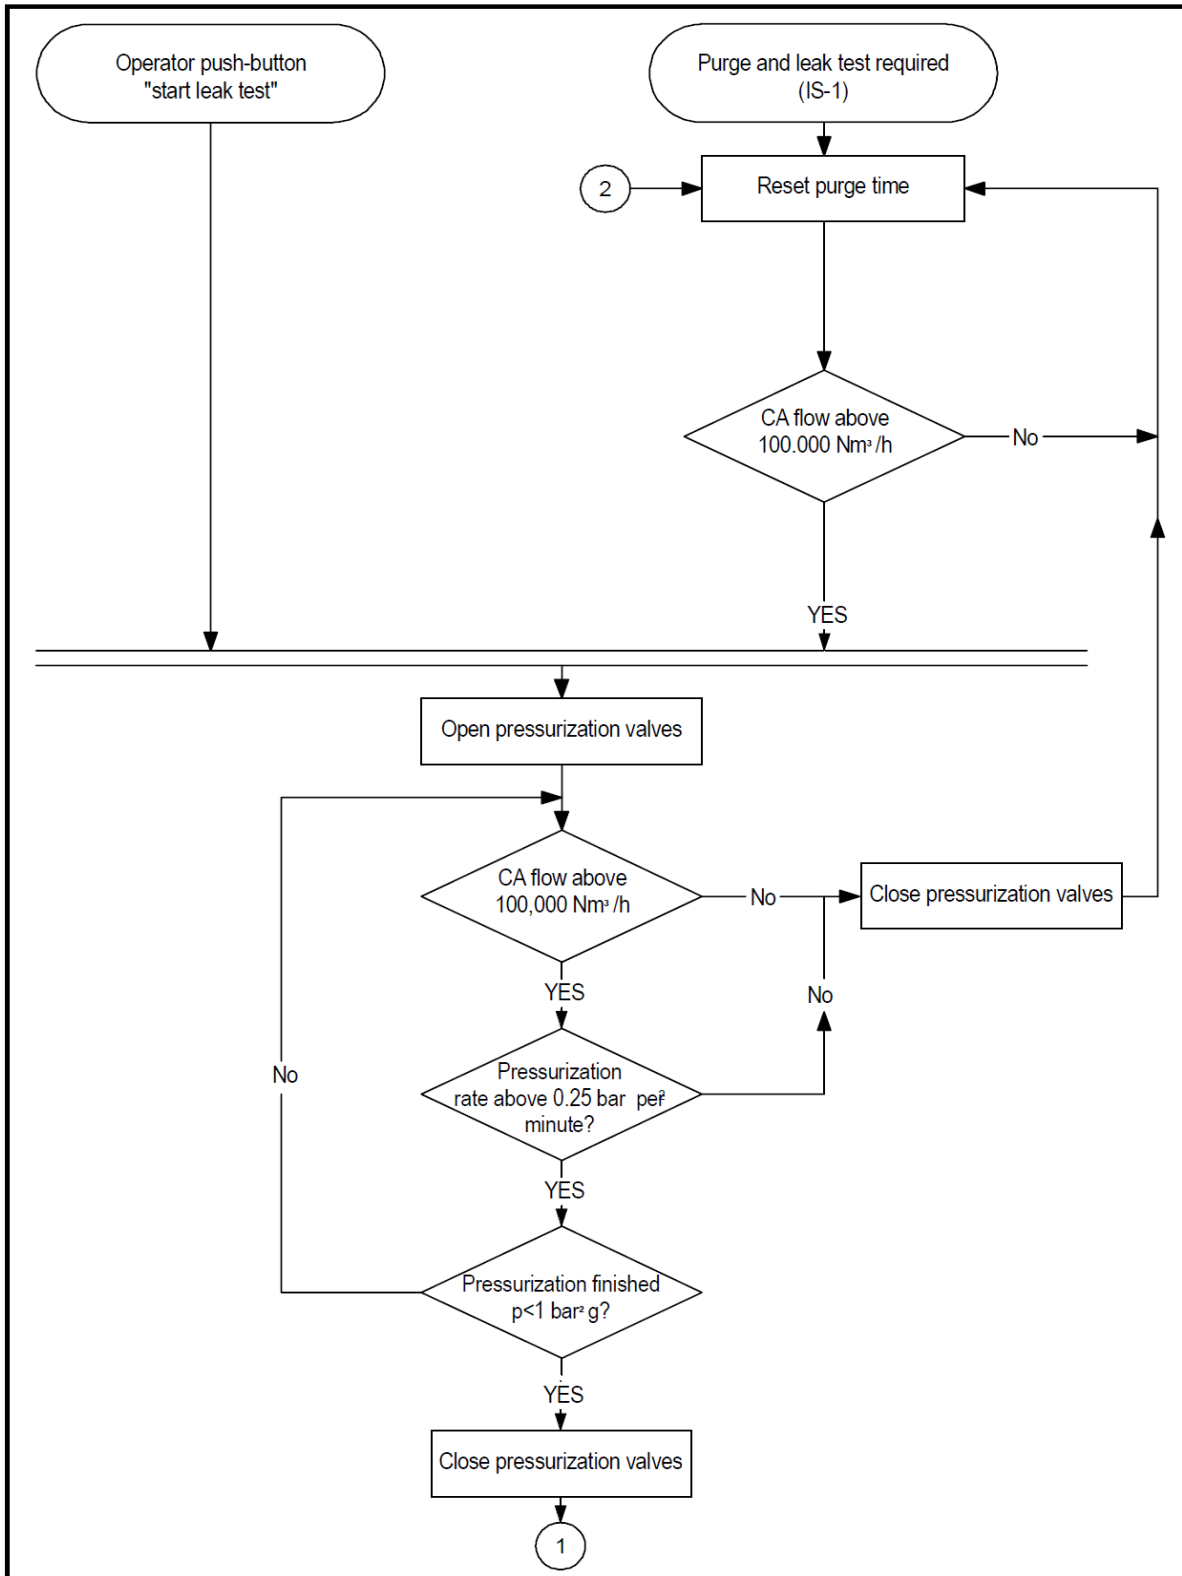 Operator push-button
"start leak test"
Purge and leak test required
(IS-1)
2
Reset purge time
CA flow above
100.000 Nm³/h
No
YES
Open pressurization valves
CA flow above
100,000 Nm³/h
No
Close pressurization valves
YES
No
Pressurization
rate above 0.25 bar per²
minute?
No
YES
Pressurization finished
p<1 bar² g?
YES
Close pressurization valves
1